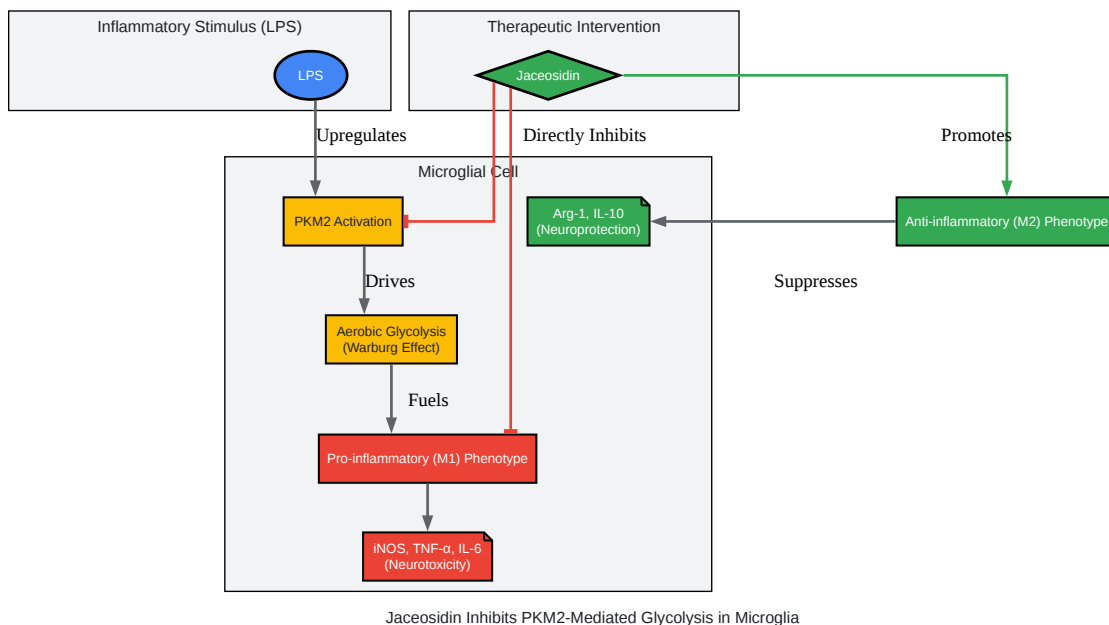 Inflammatory Stimulus (LPS)
Therapeutic Intervention
LPS
Jaceosidin
Upregulates
Directly Inhibits
Promotes
Microglial Cell
PKM2 Activation
Arg-1, IL-10
(Neuroprotection)
Anti-inflammatory (M2) Phenotype
Drives
Suppresses
Aerobic Glycolysis
(Warburg Effect)
Fuels
Pro-inflammatory (M1) Phenotype
iNOS, TNF-α, IL-6
(Neurotoxicity)
Jaceosidin Inhibits PKM2-Mediated Glycolysis in Microglia